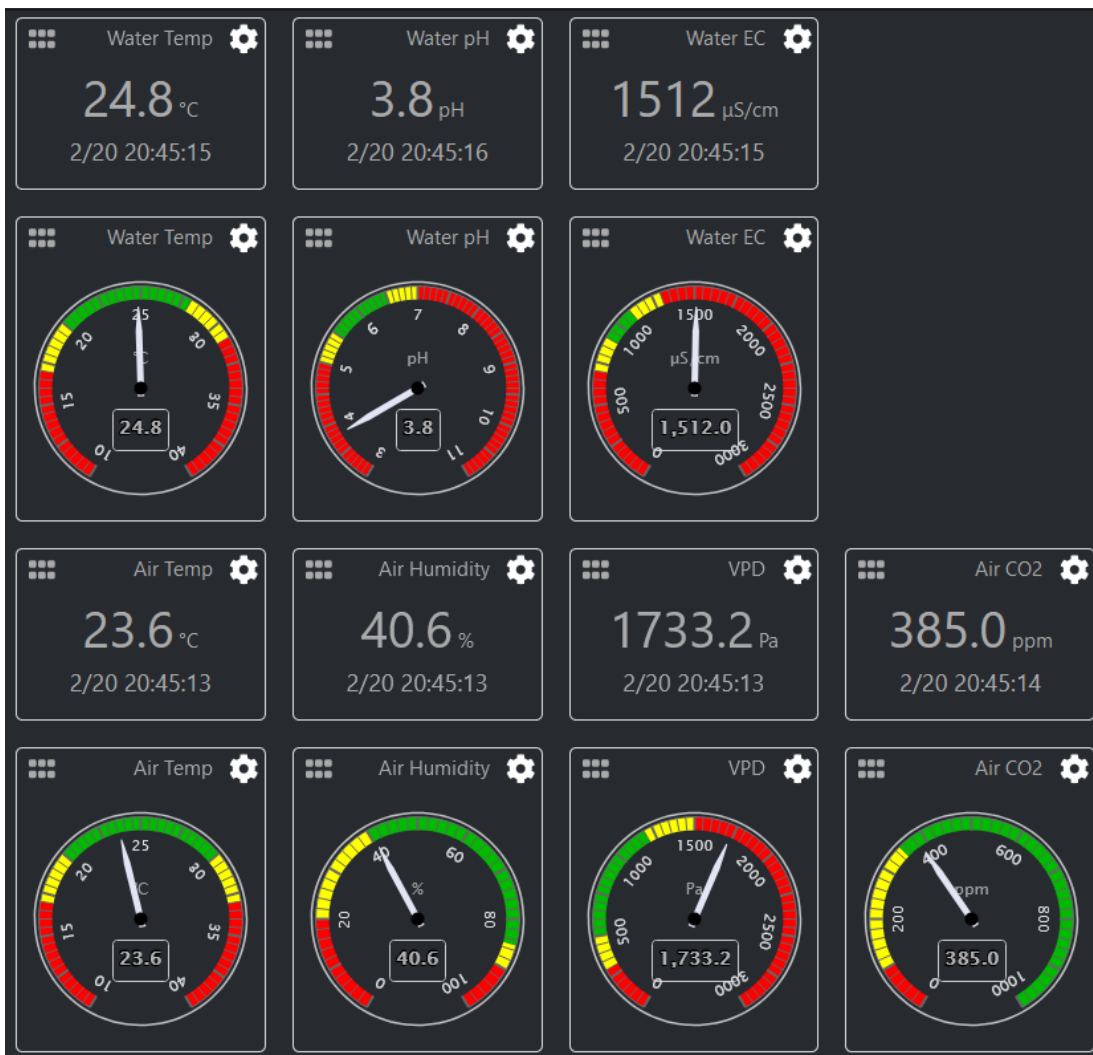 Water Temp
24.8 °C
2/20 20:45:15
Water pH
3.8 pH
2/20 20:45:16
Water EC
1512 µS/cm
2/20 20:45:15
Water Temp
10 15 20 25 30 35 40
°C
24.8
Water pH
3 4 5 6 7 8 9 10 11
pH
3.8
Water EC
0 500 1000 1500 2000 2500 3000
µS/cm
1,512.0
Air Temp
23.6 °C
2/20 20:45:13
Air Humidity
40.6 %
2/20 20:45:13
VPD
1733.2 Pa
2/20 20:45:13
Air CO2
385.0 ppm
2/20 20:45:14
Air Temp
10 15 20 25 30 35 40
°C
23.6
Air Humidity
0 20 40 60 80 100
%
40.6
VPD
0 500 1000 1500 2000 2500 3000
Pa
1,733.2
Air CO2
0 200 400 600 800 1000
ppm
385.0